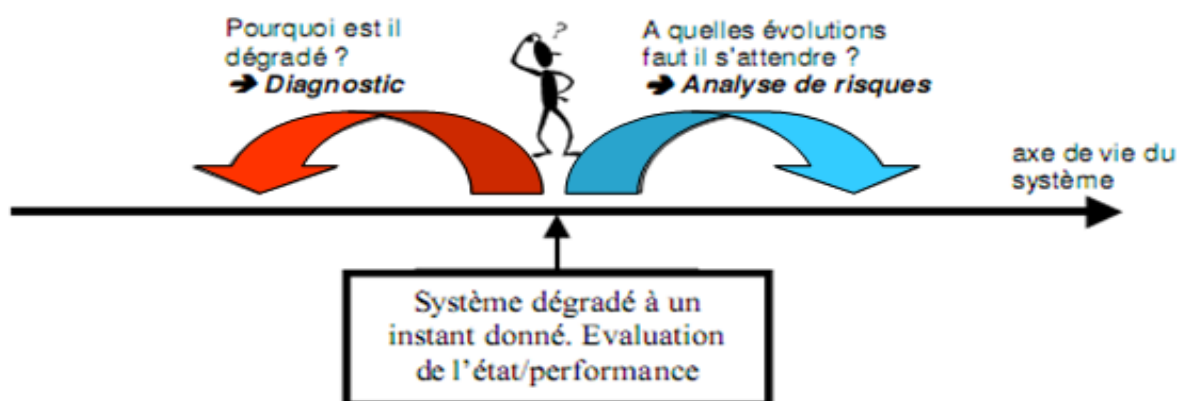 Pourquoi est il
dégradé ?
➔ Diagnostic
?
A quelles évolutions
faut il s'attendre ?
➔ Analyse de risques
axe de vie du
système
Système dégradé à un
instant donné. Evaluation
de l'état/performance